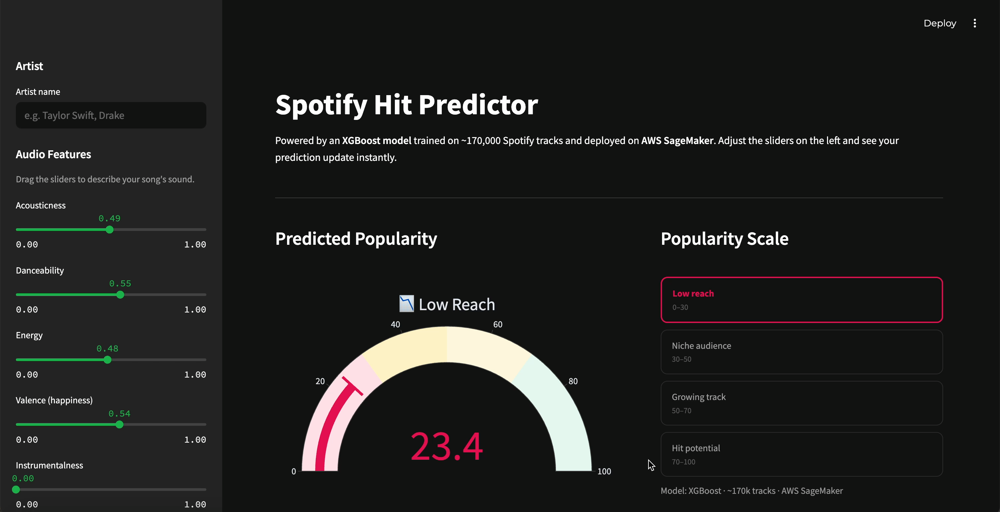 Deploy
Artist
Artist name
e.g. Taylor Swift, Drake
Audio Features
Drag the sliders to describe your song's sound.
Acousticness
0.49
0.00 1.00
Danceability
0.55
0.00 1.00
Energy
0.48
0.00 1.00
Valence (happiness)
0.54
0.00 1.00
Instrumentalness
0.00
0.00 1.00
Spotify Hit Predictor
Powered by an XGBoost model trained on ~170,000 Spotify tracks and deployed on AWS SageMaker. Adjust the sliders on the left and see your
prediction update instantly.
Predicted Popularity
Low Reach
0
20
40
60
80
100
23.4
Popularity Scale
Low reach
0–30
Niche audience
30–50
Growing track
50–70
Hit potential
70–100
Model: XGBoost · ~170k tracks · AWS SageMaker